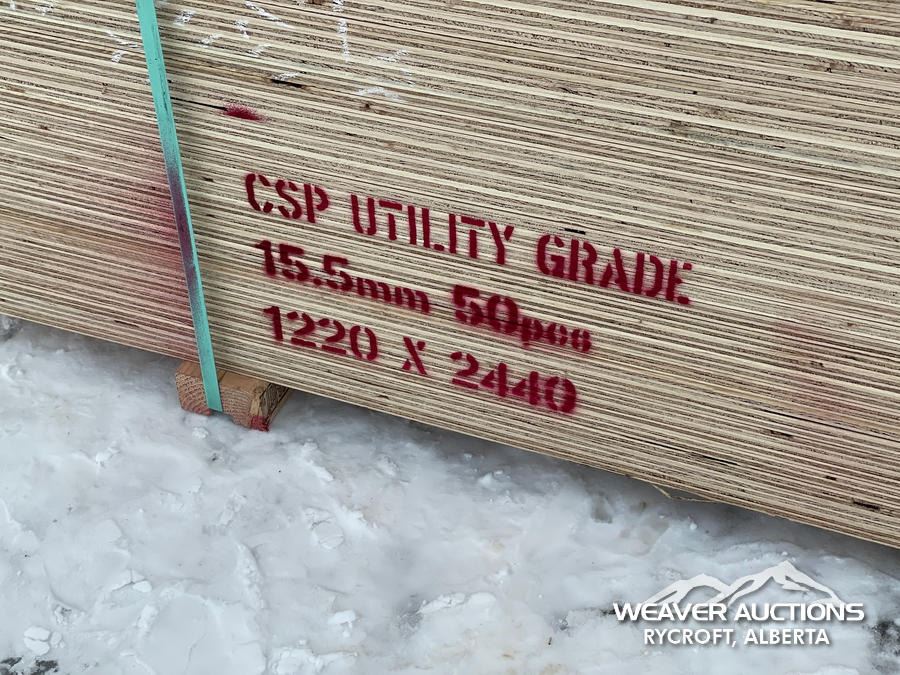 CSP UTILITY GRADE
15.5mm 50pcs
1220 X 2440
WEAVER AUCTIONS
RYCROFT, ALBERTA